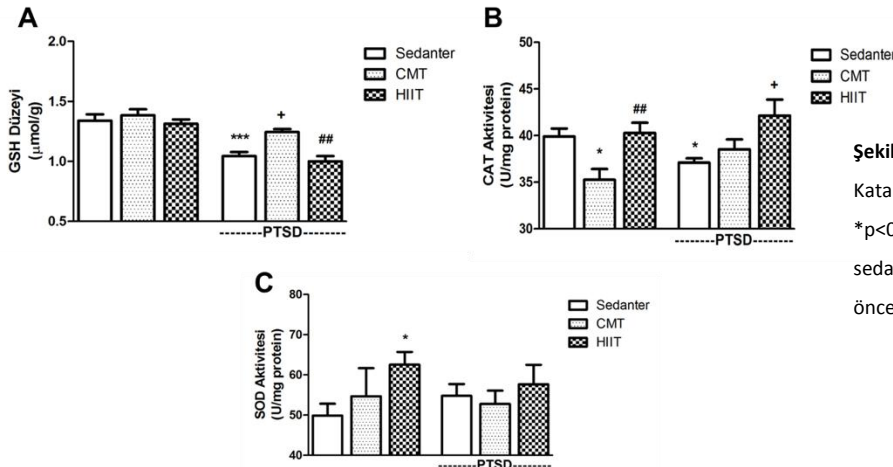 A
GSH Düzeyi
(µmol/g)
2.0
1.5
1.0
0.5
***
+
##
--------PTSD--------
Sedanter
CMT
HIIT
B
CAT Aktivitesi
(U/mg protein)
50
45
40
35
30
*
##
*
+
--------PTSD--------
Sedanter
CMT
HIIT
C
SOD Aktivitesi
(U/mg protein)
80
70
60
50
40
*
--------PTSD--------
Sedanter
CMT
HIIT
Kata
*p<0
seda
önce